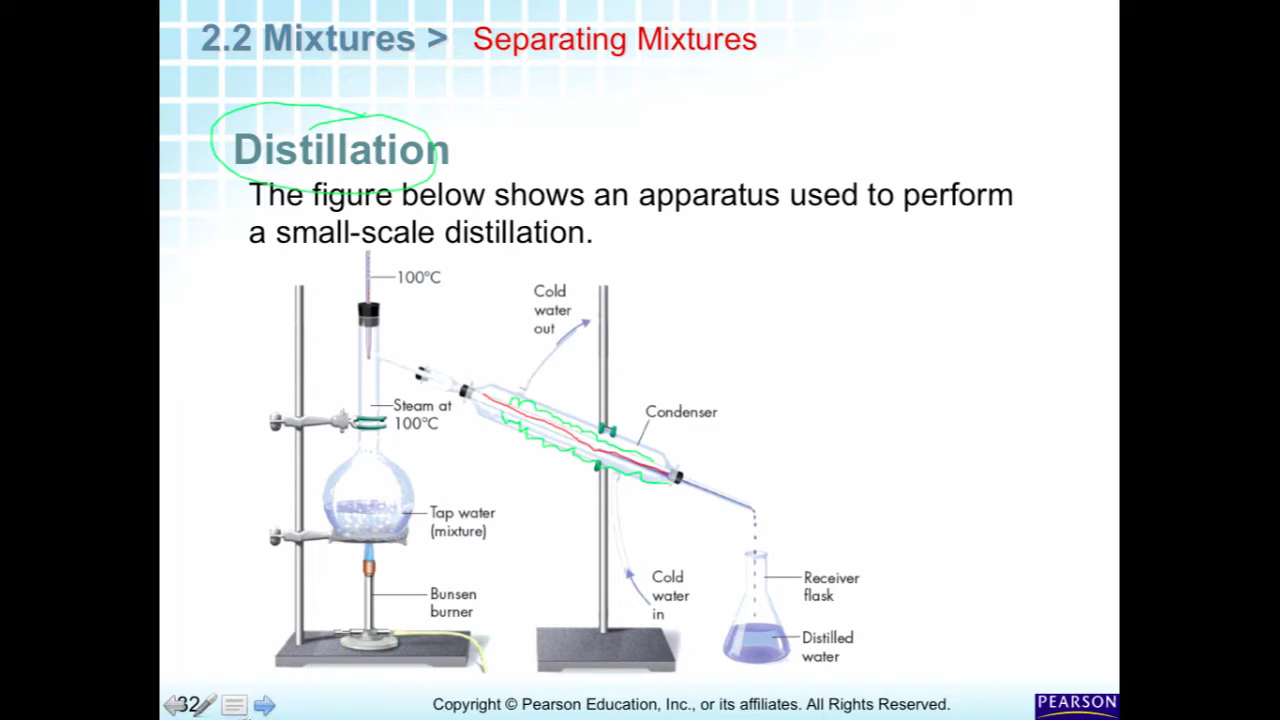 2.2 Mixtures > Separating Mixtures
Distillation
The figure below shows an apparatus used to perform
a small-scale distillation.
100°C
Cold
water
out
Steam at
100°C
Condenser
Tap water
(mixture)
Cold
water
in
Bunsen
burner
Receiver
flask
Distilled
water
32
Copyright © Pearson Education, Inc., or its affiliates. All Rights Reserved.
PEARSON